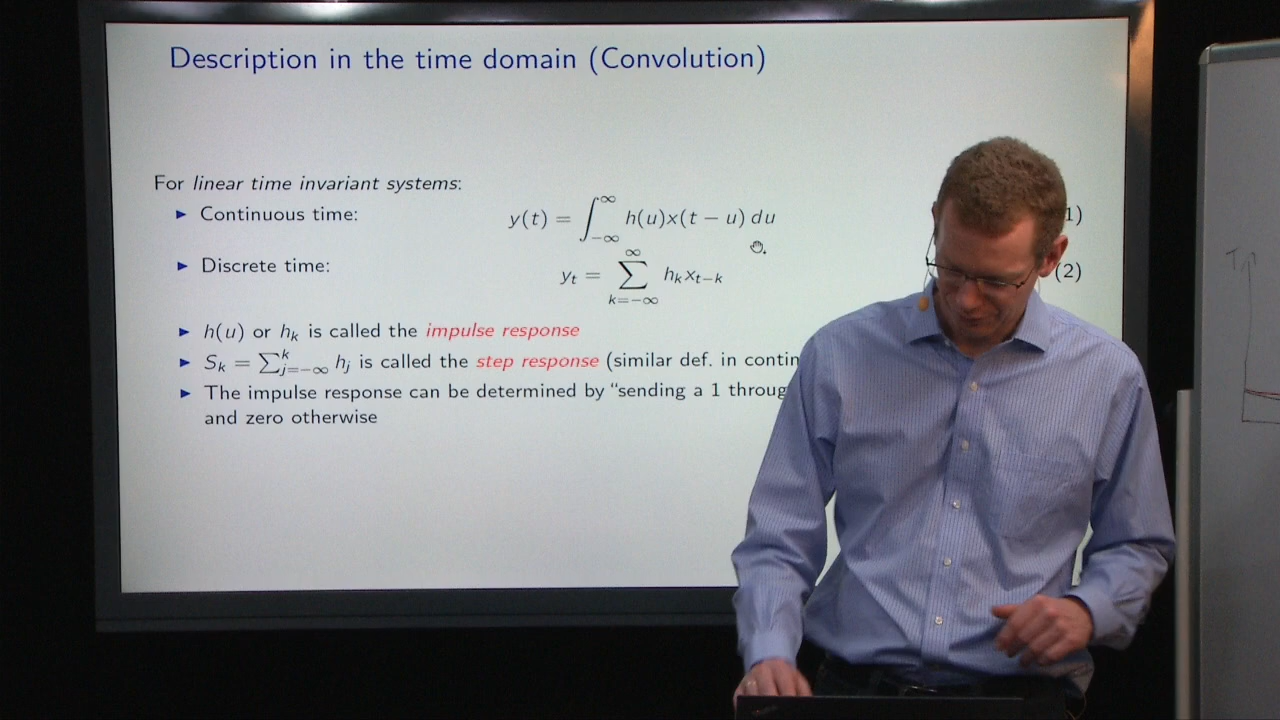 Description in the time domain (Convolution)
For linear time invariant systems:
► Continuous time: y(t) = ∫_{−∞}^{∞} h(u)x(t − u) du 1)
► Discrete time: y_t = ∑_{k=−∞}^{∞} h_k x_{t−k} (2)
► h(u) or h_k is called the impulse response
► S_k = ∑_{j=−∞}^{k} h_j is called the step response (similar def. in contin
► The impulse response can be determined by “sending a 1 throug
and zero otherwise
T